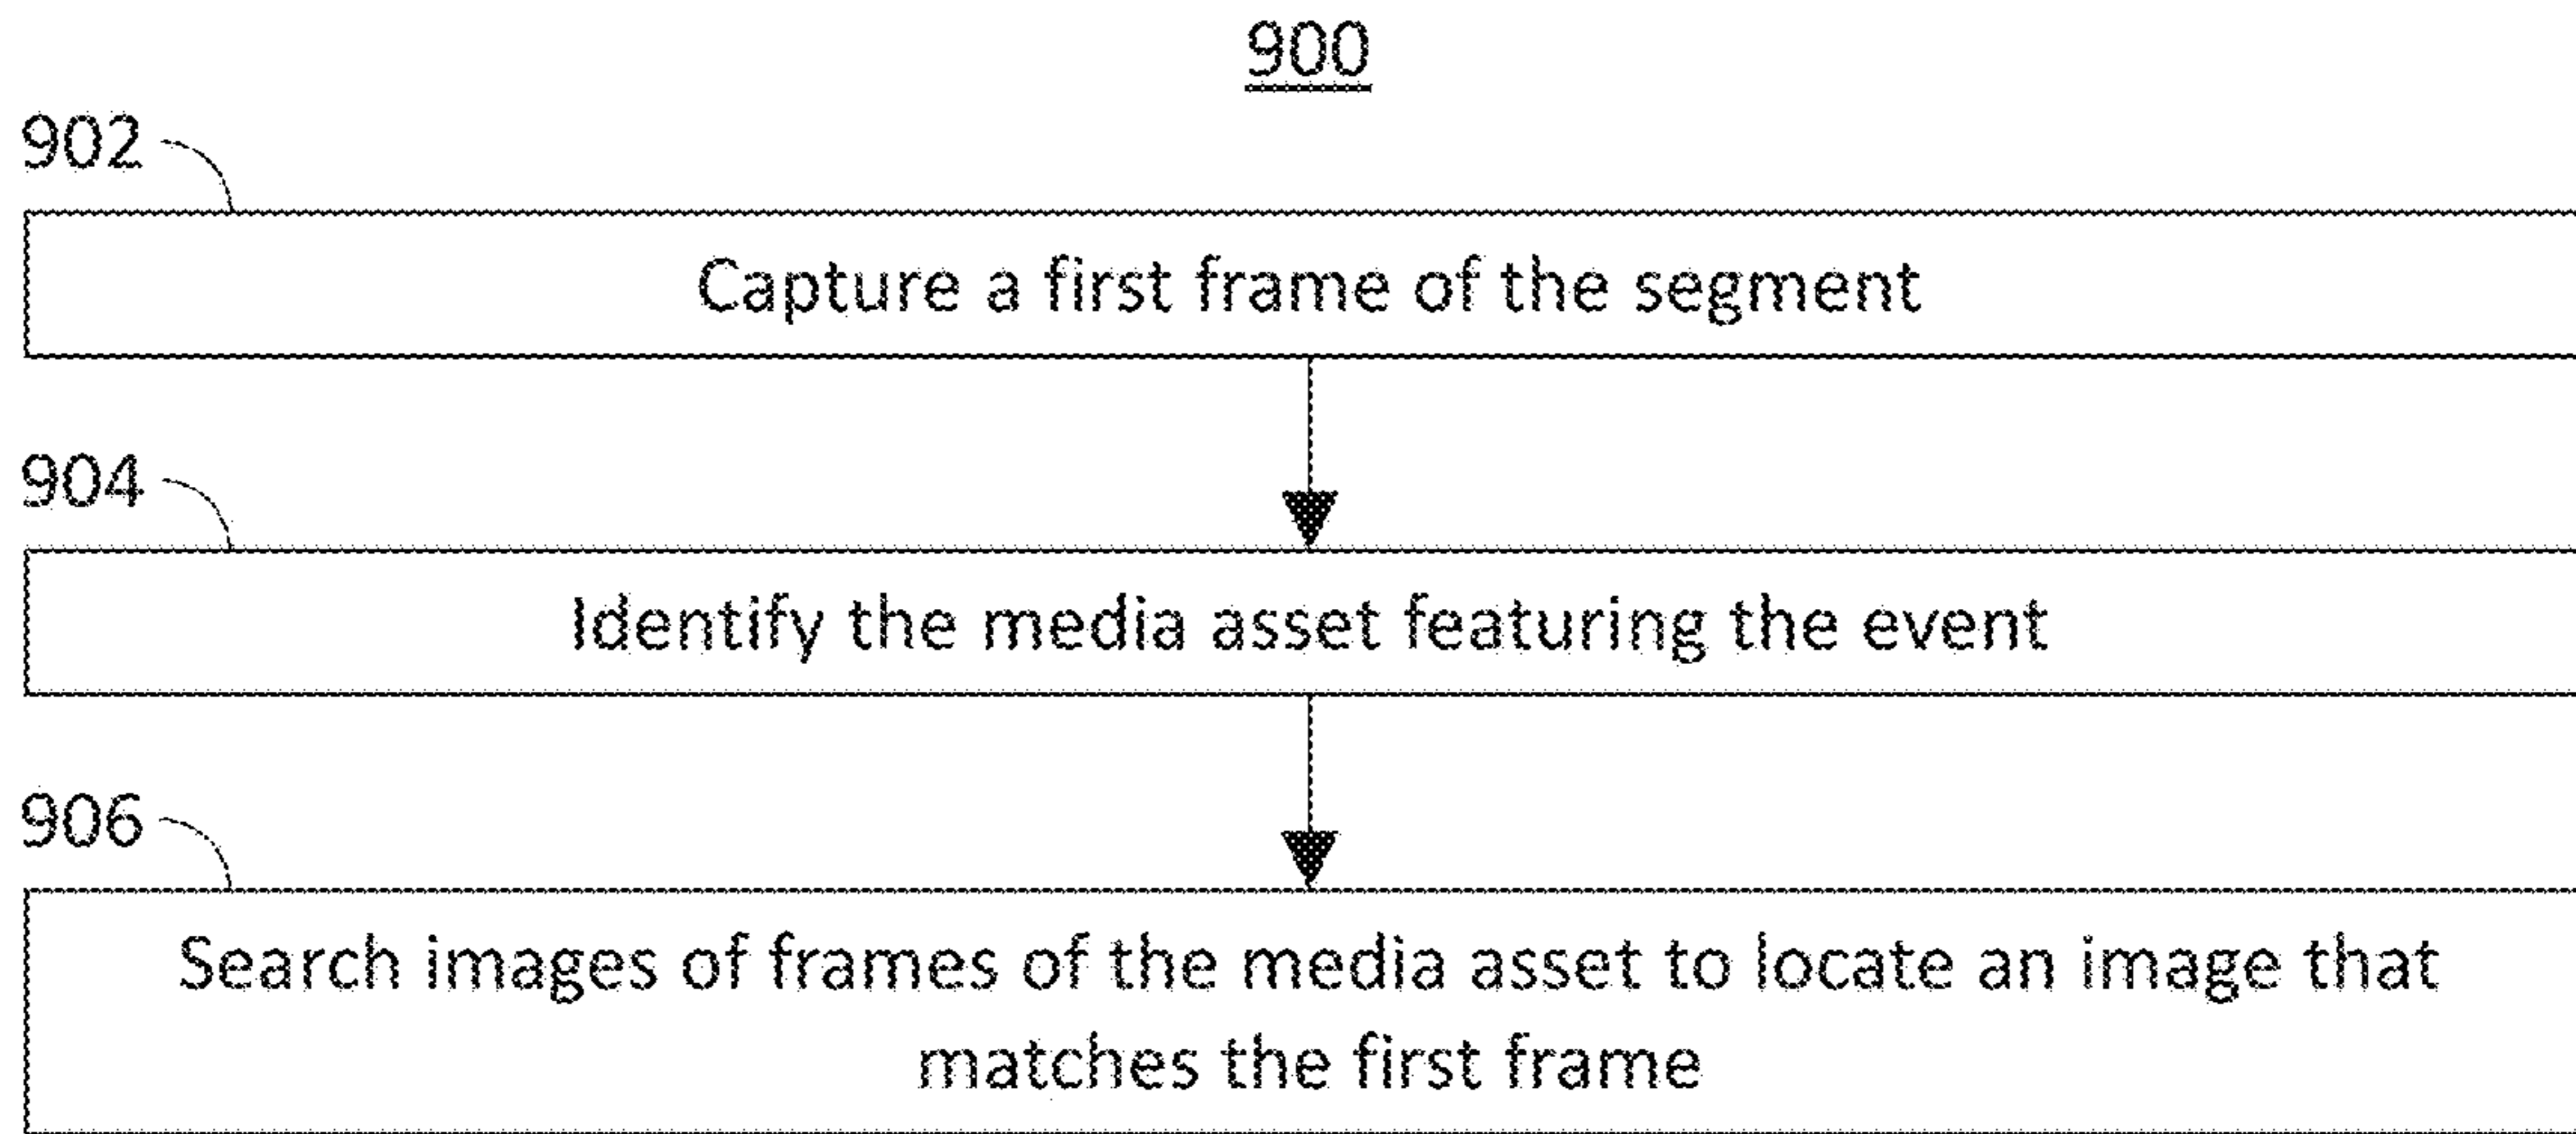 900
902
Capture a first frame of the segment
904
Identify the media asset featuring the event
906
Search images of frames of the media asset to locate an image that
matches the first frame